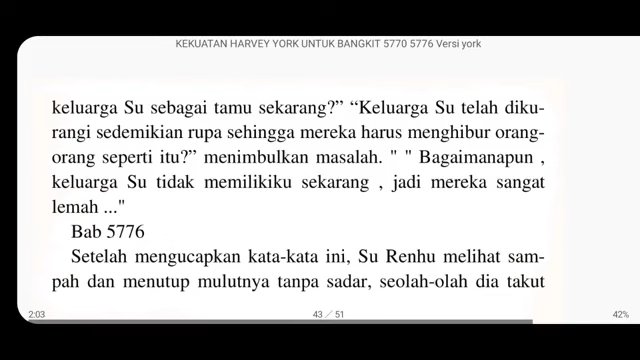 KEKUATAN HARVEY YORK UNTUK BANGKIT 5770 5776 Versi york
keluarga Su sebagai tamu sekarang?” “Keluarga Su telah diku-
rangi sedemikian rupa sehingga mereka harus menghibur orang-
orang seperti itu?” menimbulkan masalah. " " Bagaimanapun ,
keluarga Su tidak memilikiku sekarang , jadi mereka sangat
lemah ..."
Bab 5776
Setelah mengucapkan kata-kata ini, Su Renhu melihat sam-
pah dan menutup mulutnya tanpa sadar, seolah-olah dia takut
2:03
43 / 51
42%